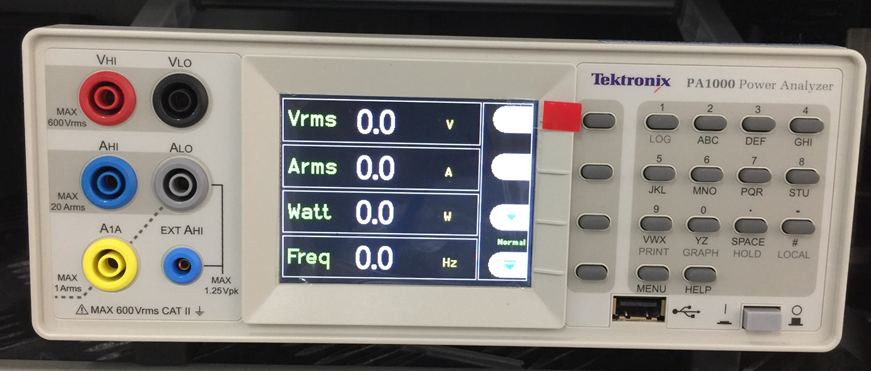 VHI VLO
MAX
600Vrms
AHI ALO
MAX
20Arms
A1A EXT AHI
MAX
1Arms
MAX
1.25Vpk
⚠ MAX 600Vrms CAT II
Vrms 0.0 V
Arms 0.0 A
Watt 0.0 W
Normal
Freq 0.0 Hz
Tektronix PA1000 Power Analyzer
1 2 3 4
LOG ABC DEF GHI
5 6 7 8
JKL MNO PQR STU
9 0 . -
VWX YZ SPACE #
PRINT GRAPH HOLD LOCAL
MENU HELP
| O